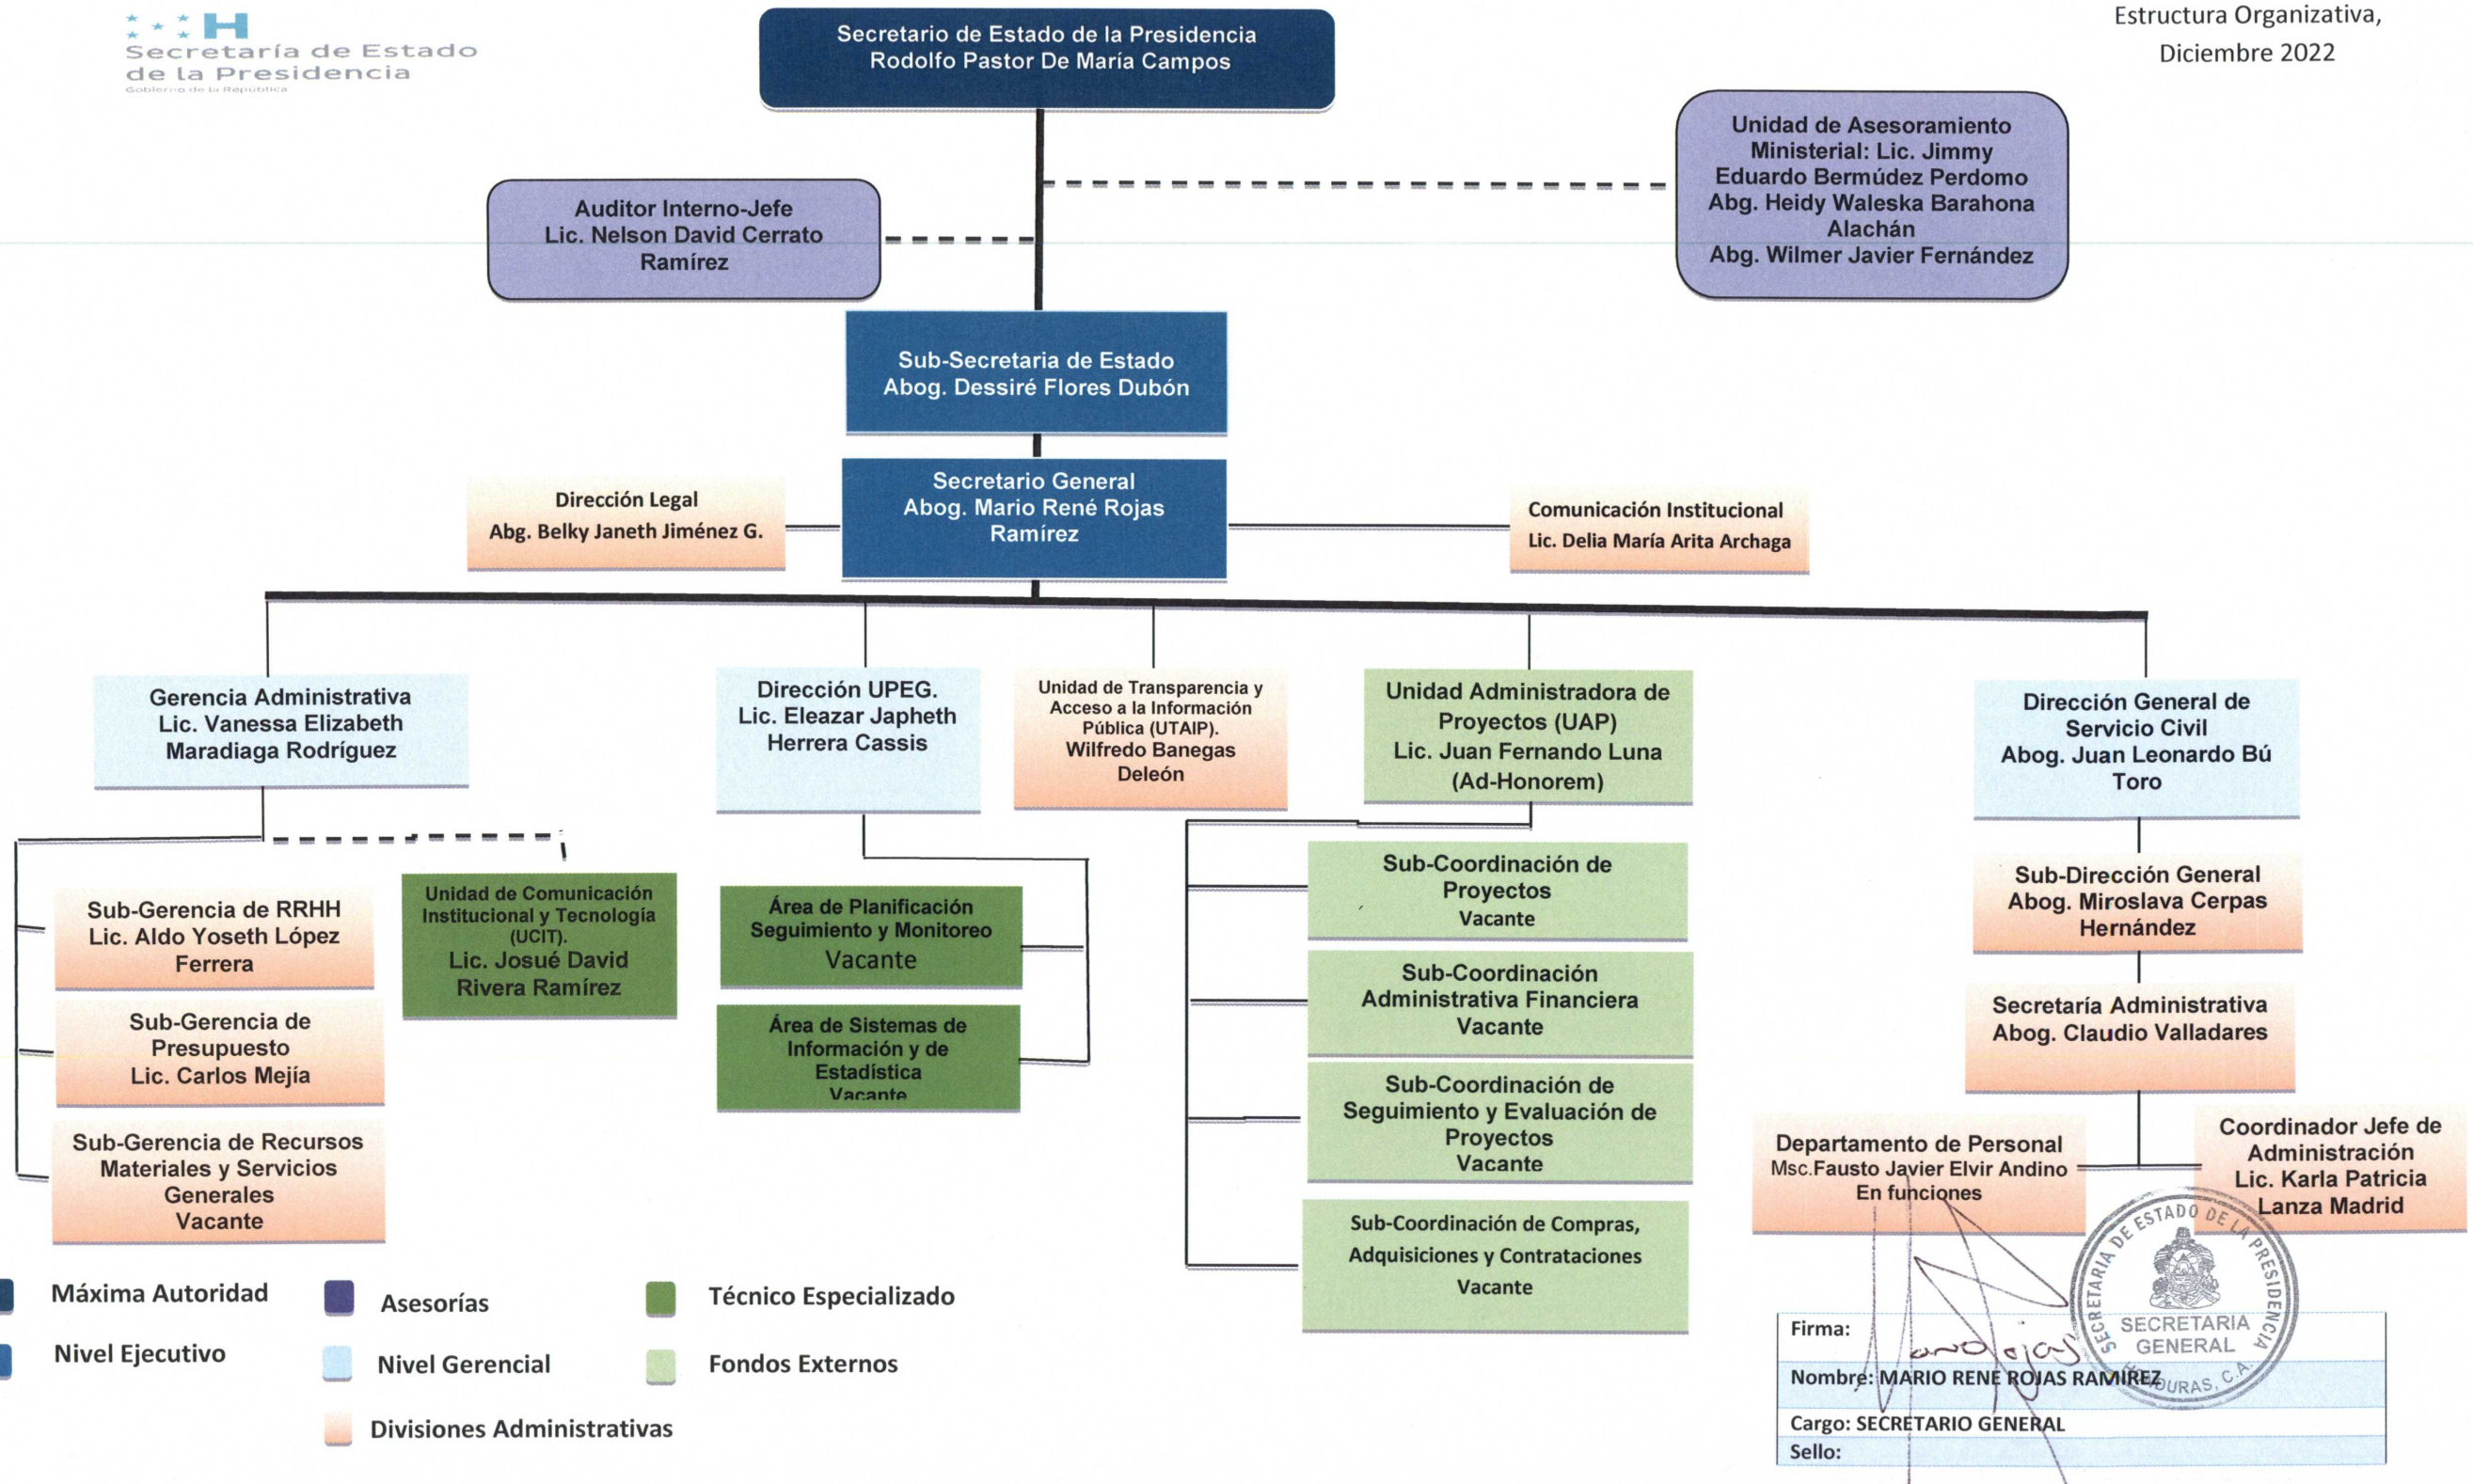 Secretaría de Estado
de la Presidencia
Gobierno de la República
Estructura Organizativa,
Diciembre 2022
Secretario de Estado de la Presidencia
Rodolfo Pastor De María Campos
Unidad de Asesoramiento
Ministerial: Lic. Jimmy
Eduardo Bermúdez Perdomo
Abg. Heidy Waleska Barahona
Alachán
Abg. Wilmer Javier Fernández
Auditor Interno-Jefe
Lic. Nelson David Cerrato
Ramírez
Sub-Secretaria de Estado
Abog. Dessiré Flores Dubón
Secretario General
Abog. Mario René Rojas
Ramírez
Dirección Legal
Abg. Belky Janeth Jiménez G.
Comunicación Institucional
Lic. Delia María Arita Archaga
Gerencia Administrativa
Lic. Vanessa Elizabeth
Maradiaga Rodríguez
Dirección UPEG.
Lic. Eleazar Japheth
Herrera Cassis
Unidad de Transparencia y
Acceso a la Información
Pública (UTAIP).
Wilfredo Banegas
Deleón
Unidad Administradora de
Proyectos (UAP)
Lic. Juan Fernando Luna
(Ad-Honorem)
Dirección General de
Servicio Civil
Abog. Juan Leonardo Bú
Toro
Sub-Gerencia de RRHH
Lic. Aldo Yoseth López
Ferrera
Sub-Gerencia de
Presupuesto
Lic. Carlos Mejía
Sub-Gerencia de Recursos
Materiales y Servicios
Generales
Vacante
Unidad de Comunicación
Institucional y Tecnología
(UCIT).
Lic. Josué David
Rivera Ramírez
Área de Planificación
Seguimiento y Monitoreo
Vacante
Área de Sistemas de
Información y de
Estadística
Vacante
Sub-Coordinación de
Proyectos
Vacante
Sub-Coordinación
Administrativa Financiera
Vacante
Sub-Coordinación de
Seguimiento y Evaluación de
Proyectos
Vacante
Sub-Coordinación de Compras,
Adquisiciones y Contrataciones
Vacante
Sub-Dirección General
Abog. Miroslava Cerpas
Hernández
Secretaría Administrativa
Abog. Claudio Valladares
Departamento de Personal
Msc.Fausto Javier Elvir Andino
En funciones
Coordinador Jefe de
Administración
Lic. Karla Patricia
Lanza Madrid
Máxima Autoridad
Asesorías
Técnico Especializado
Nivel Ejecutivo
Nivel Gerencial
Fondos Externos
Divisiones Administrativas
SECRETARIA DE ESTADO DE LA PRESIDENCIA
SECRETARIA
GENERAL
HONDURAS, C.A.
Firma:
Nombre: MARIO RENE ROJAS RAMIREZ
Cargo: SECRETARIO GENERAL
Sello: